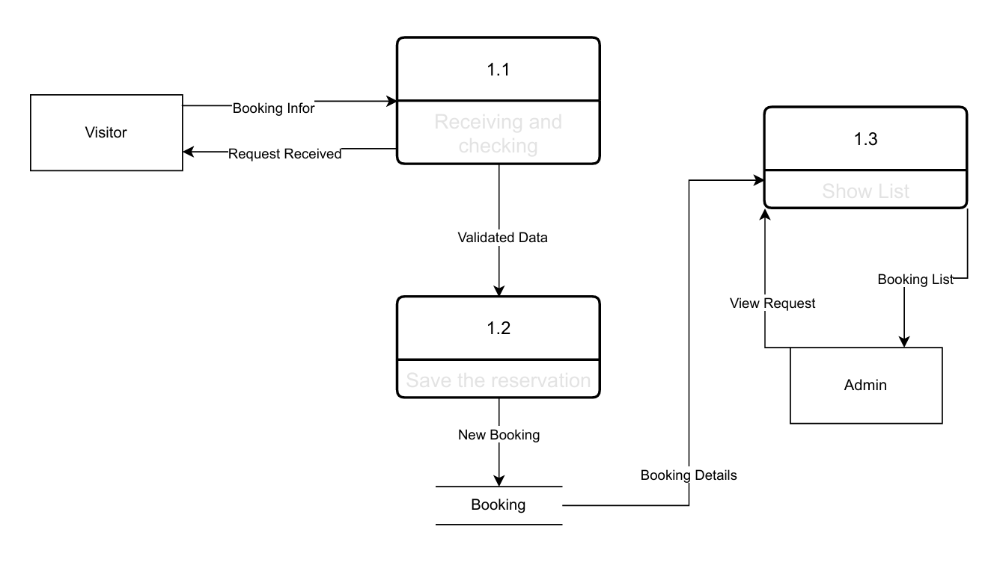 1.1
Receiving and
checking
Visitor
Booking Infor
Request Received
1.3
Show List
Validated Data
Booking List
View Request
1.2
Save the reservation
Admin
New Booking
Booking Details
Booking